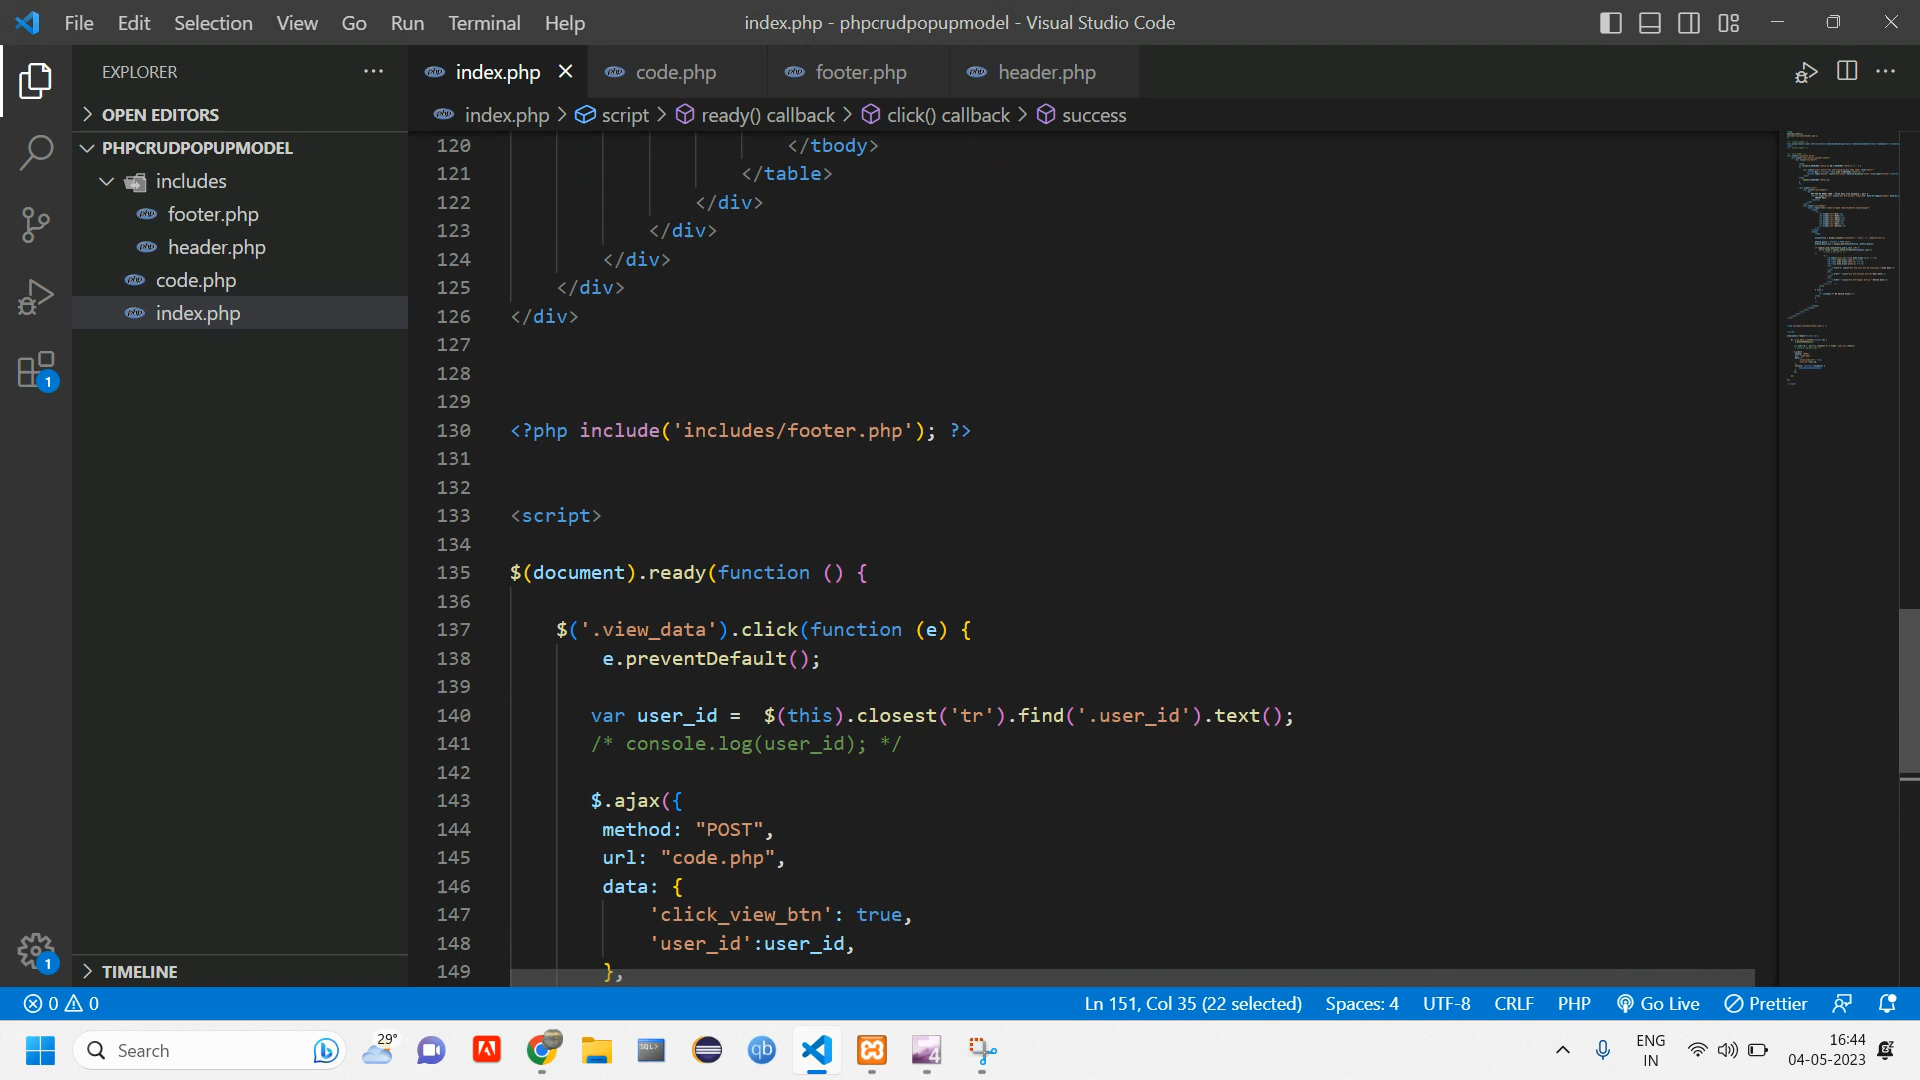 File Edit Selection View Go Run Terminal Help
index.php - phpcrudpopupmodel - Visual Studio Code
EXPLORER
OPEN EDITORS
PHPCRUDPOPUPMODEL
includes
footer.php
header.php
code.php
index.php
TIMELINE
index.php code.php footer.php header.php
index.php script ready() callback click() callback success
120 </tbody>
121 </table>
122 </div>
123 </div>
124 </div>
125 </div>
126 </div>
127
128
129
130 <?php include('includes/footer.php'); ?>
131
132
133 <script>
134
135 $(document).ready(function () {
136
137 $('.view_data').click(function (e) {
138 e.preventDefault();
139
140 var user_id =  $(this).closest('tr').find('.user_id').text();
141 /* console.log(user_id); */
142
143 $.ajax({
144 method: "POST",
145 url: "code.php",
146 data: {
147 'click_view_btn': true,
148 'user_id':user_id,
149 },
1
1
0 0
Ln 151, Col 35 (22 selected) Spaces: 4 UTF-8 CRLF PHP Go Live Prettier
Search
29°
SQL>
qb
4
ENG
IN
16:44
04-05-2023